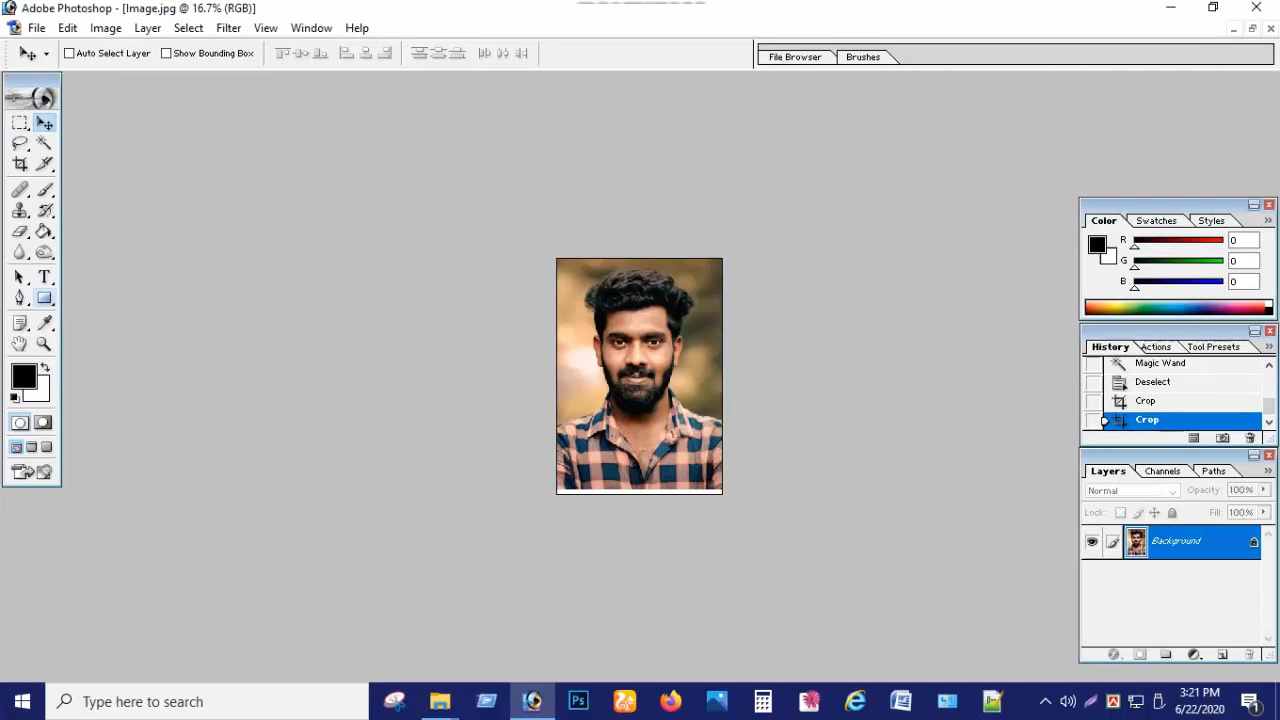 Adobe Photoshop - [Image.jpg @ 16.7% (RGB)]
File Edit Image Layer Select Filter View Window Help
Auto Select Layer Show Bounding Box File Browser Brushes
Color Swatches Styles
R 0
G 0
B 0
History Actions Tool Presets
Magic Wand
Deselect
Crop
Crop
Layers Channels Paths
Normal Opacity: 100%
Lock: Fill: 100%
Background
Type here to search
Ps
3:21 PM
6/22/2020
1